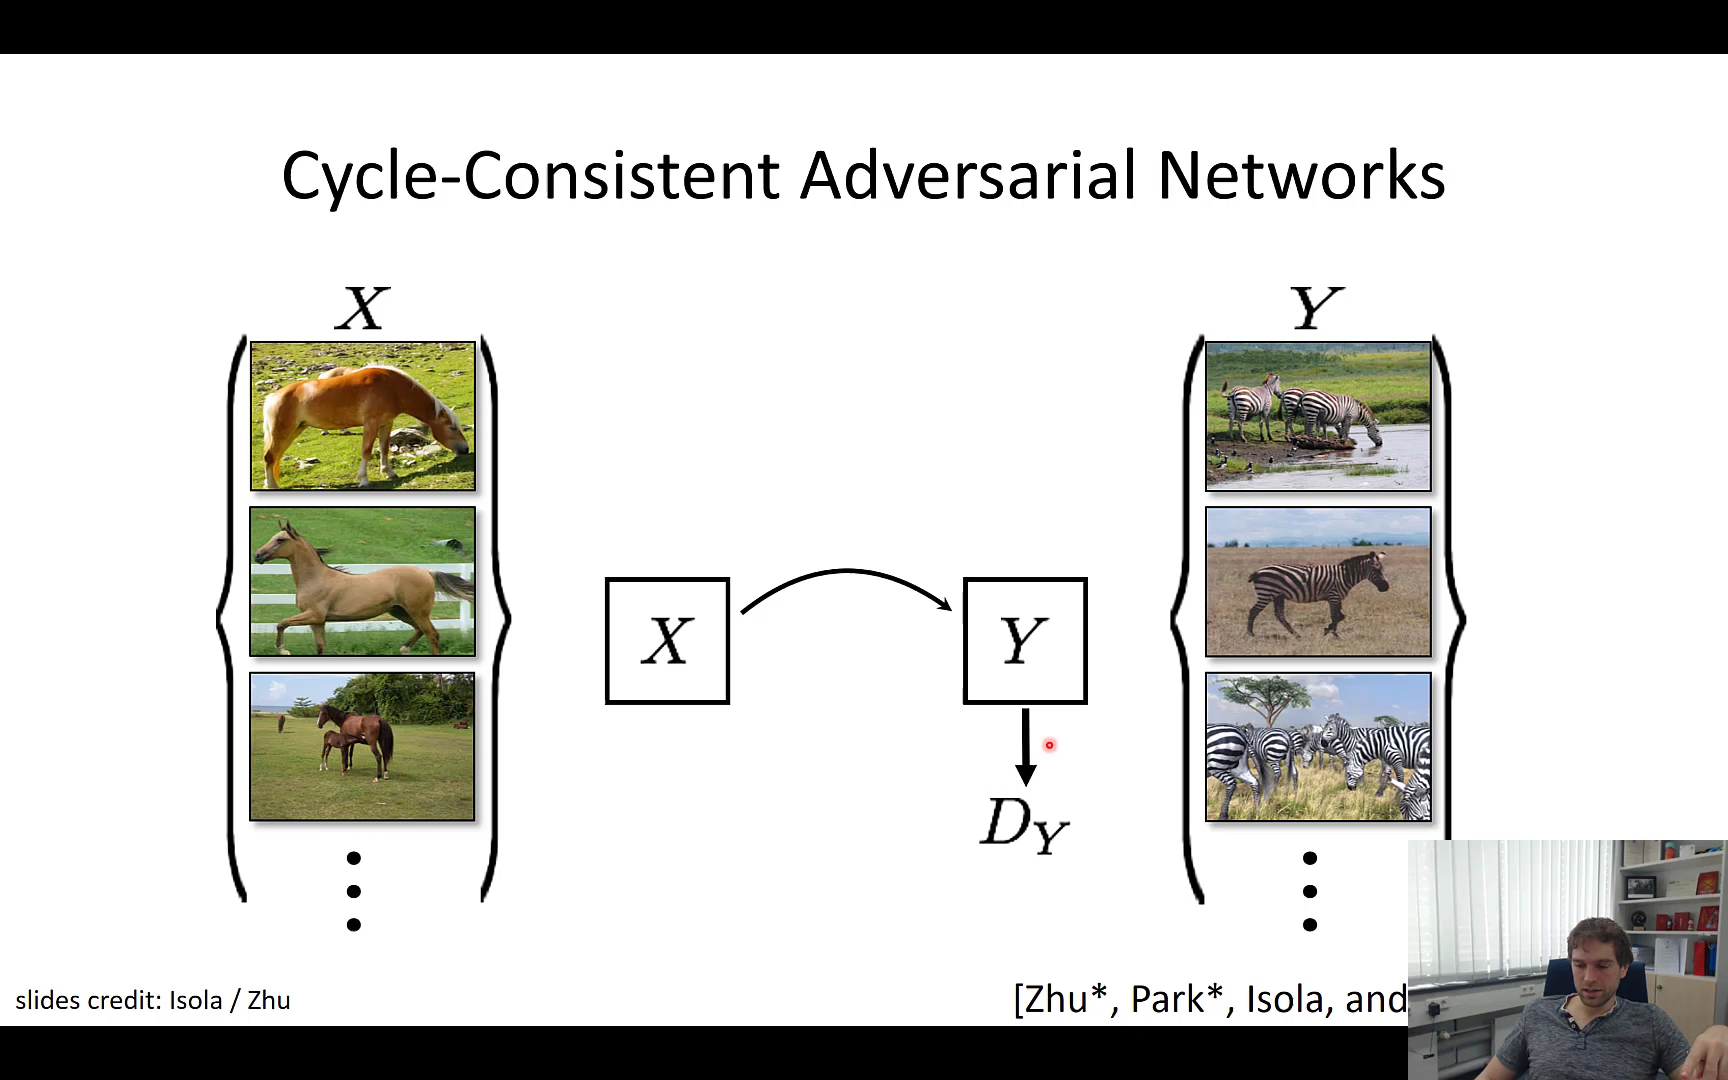 Cycle-Consistent Adversarial Networks
X
Y
X
Y
D_Y
slides credit: Isola / Zhu
[Zhu*, Park*, Isola, and